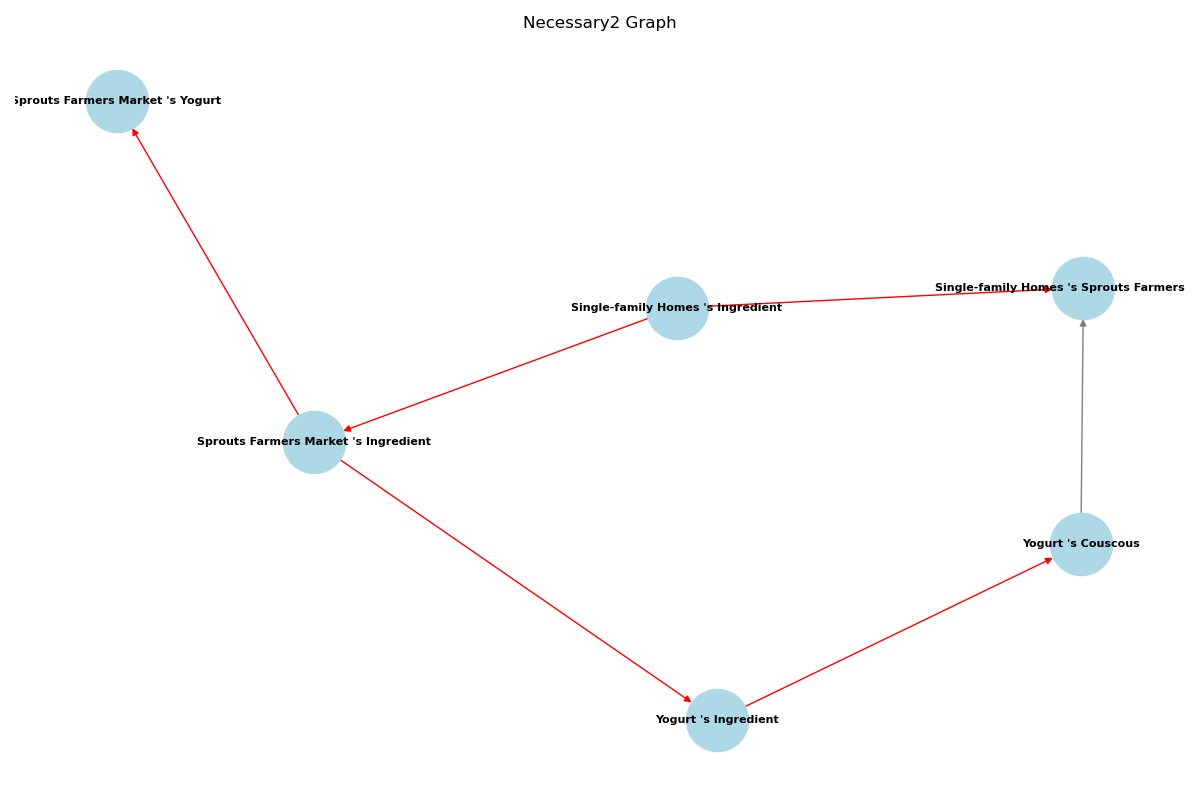 Necessary2 Graph
Sprouts Farmers Market 's Yogurt
Single-family Homes 's Sprouts Farmers
Single-family Homes 's Ingredient
Sprouts Farmers Market 's Ingredient
Yogurt 's Couscous
Yogurt 's Ingredient